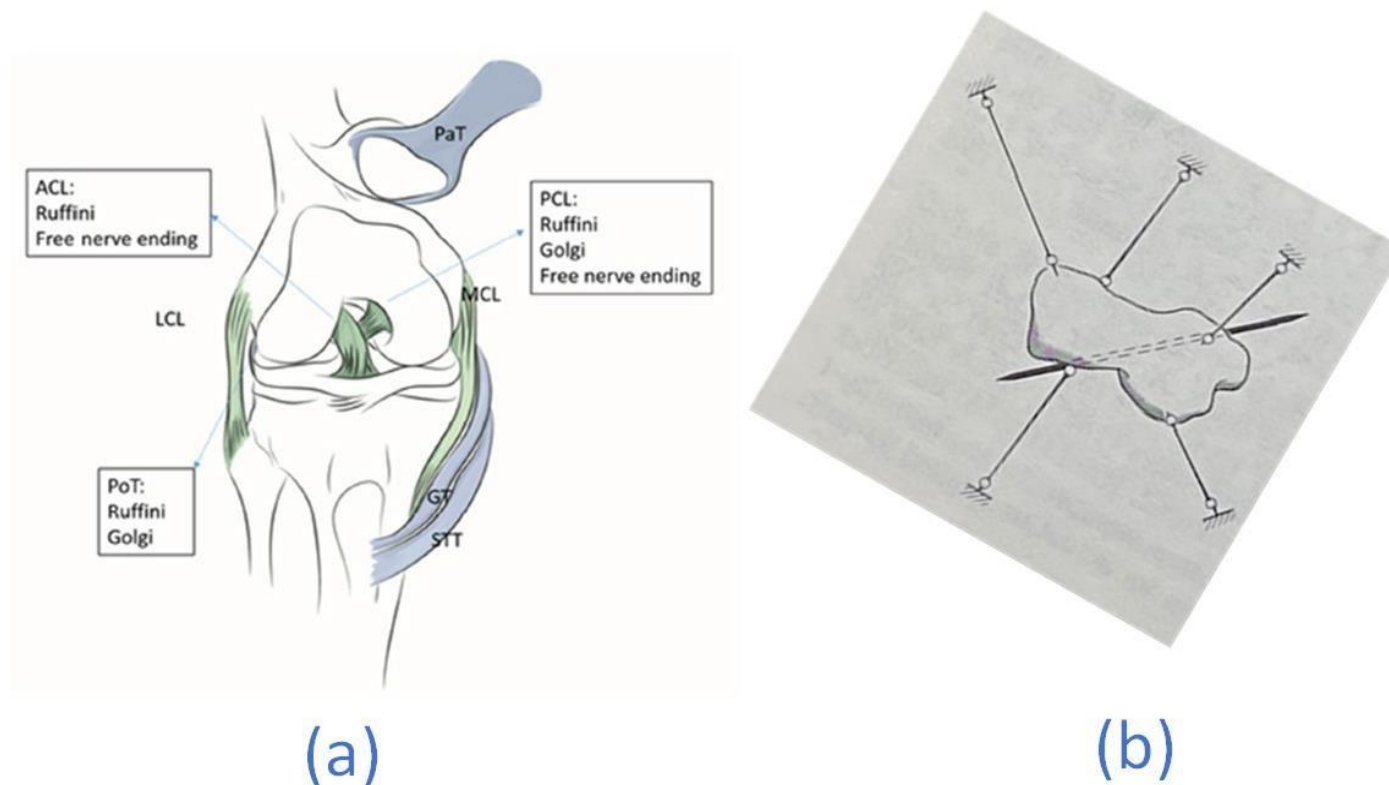 PaT
ACL:
Ruffini
Free nerve ending
PCL:
Ruffini
Golgi
Free nerve ending
MCL
LCL
PoT:
Ruffini
Golgi
GT
STT
(a)
(b)